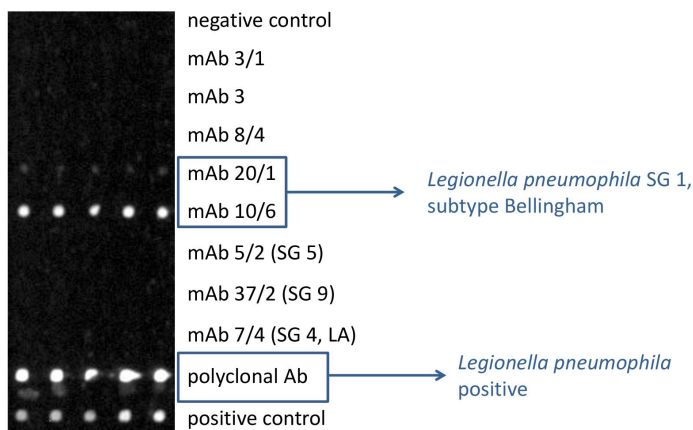 negative control
mAb 3/1
mAb 3
mAb 8/4
mAb 20/1
mAb 10/6
Legionella pneumophila SG 1,
subtype Bellingham
mAb 5/2 (SG 5)
mAb 37/2 (SG 9)
mAb 7/4 (SG 4, LA)
polyclonal Ab
Legionella pneumophila
positive
positive control